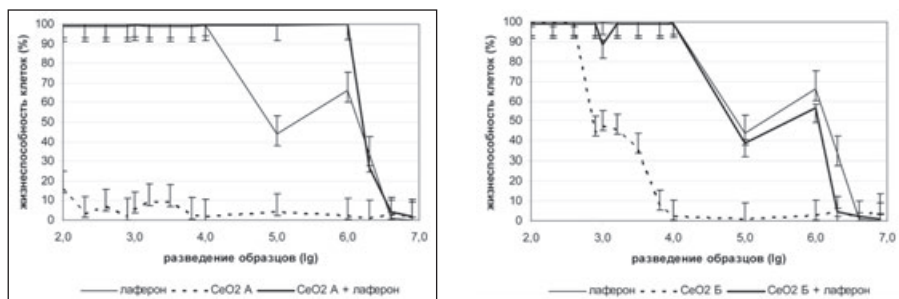 жизнеспособность клеток (%)
100
90
80
70
60
50
40
30
20
10
0
2,0 3,0 4,0 5,0 6,0 7,0
разведение образцов (lg)
лаферон CeO2 А CeO2 А + лаферон
жизнеспособность клеток (%)
100
90
80
70
60
50
40
30
20
10
0
2,0 3,0 4,0 5,0 6,0 7,0
разведение образцов (lg)
лаферон CeO2 Б CeO2 Б + лаферон